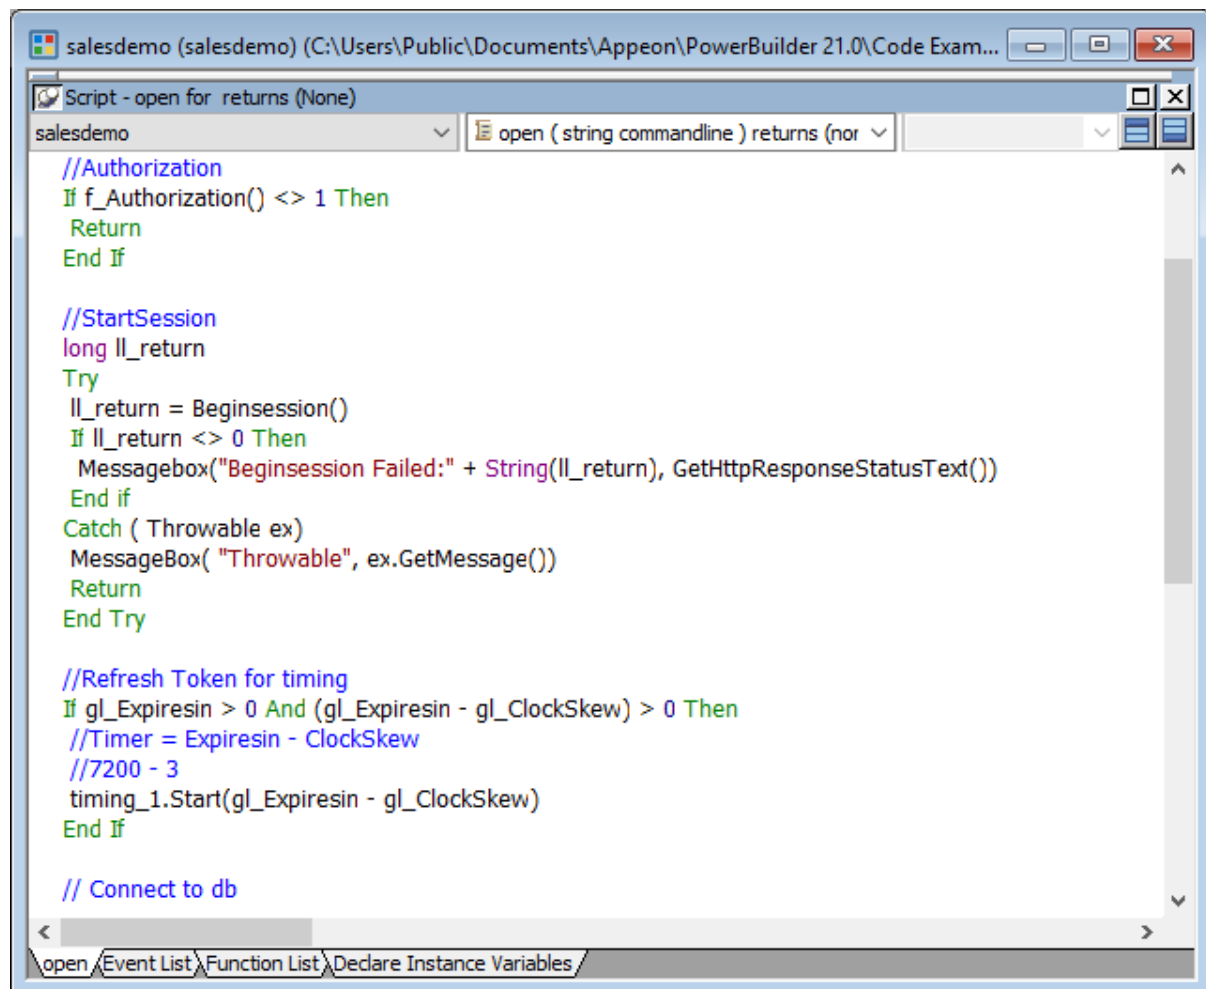 salesdemo (salesdemo) (C:\Users\Public\Documents\Appeon\PowerBuilder 21.0\Code Exam...
Script - open for  returns (None)
salesdemo
open ( string commandline ) returns (nor
//Authorization
If f_Authorization() <> 1 Then
Return
End If
//StartSession
long ll_return
Try
ll_return = Beginsession()
If ll_return <> 0 Then
Messagebox("Beginsession Failed:" + String(ll_return), GetHttpResponseStatusText())
End if
Catch ( Throwable ex)
MessageBox( "Throwable", ex.GetMessage())
Return
End Try
//Refresh Token for timing
If gl_Expiresin > 0 And (gl_Expiresin - gl_ClockSkew) > 0 Then
//Timer = Expiresin - ClockSkew
//7200 - 3
timing_1.Start(gl_Expiresin - gl_ClockSkew)
End If
// Connect to db
open Event List Function List Declare Instance Variables